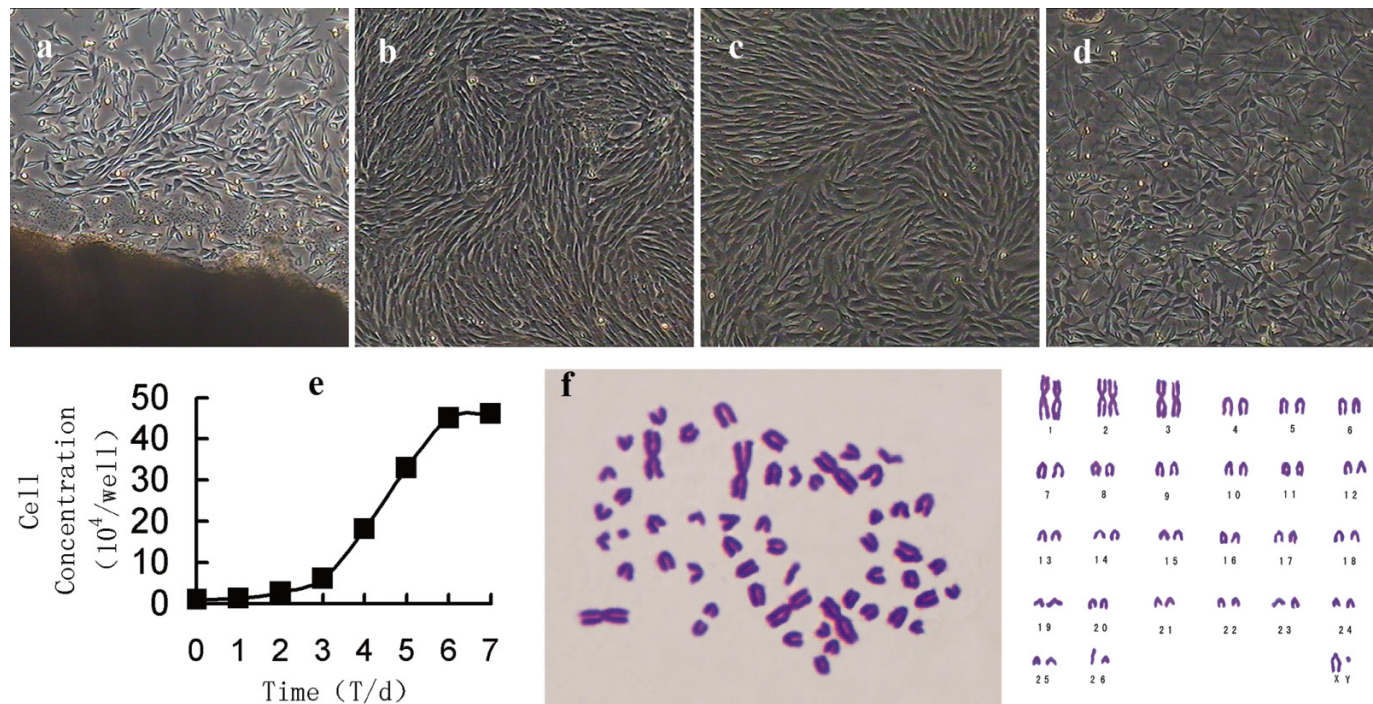 a
b
c
d
e
50
40
30
20
10
0
Cell
Concentration
(10⁴/well)
0 1 2 3 4 5 6 7
Time (T/d)
f
1 2 3 4 5 6
7 8 9 10 11 12
13 14 15 16 17 18
19 20 21 22 23 24
25 26 X Y